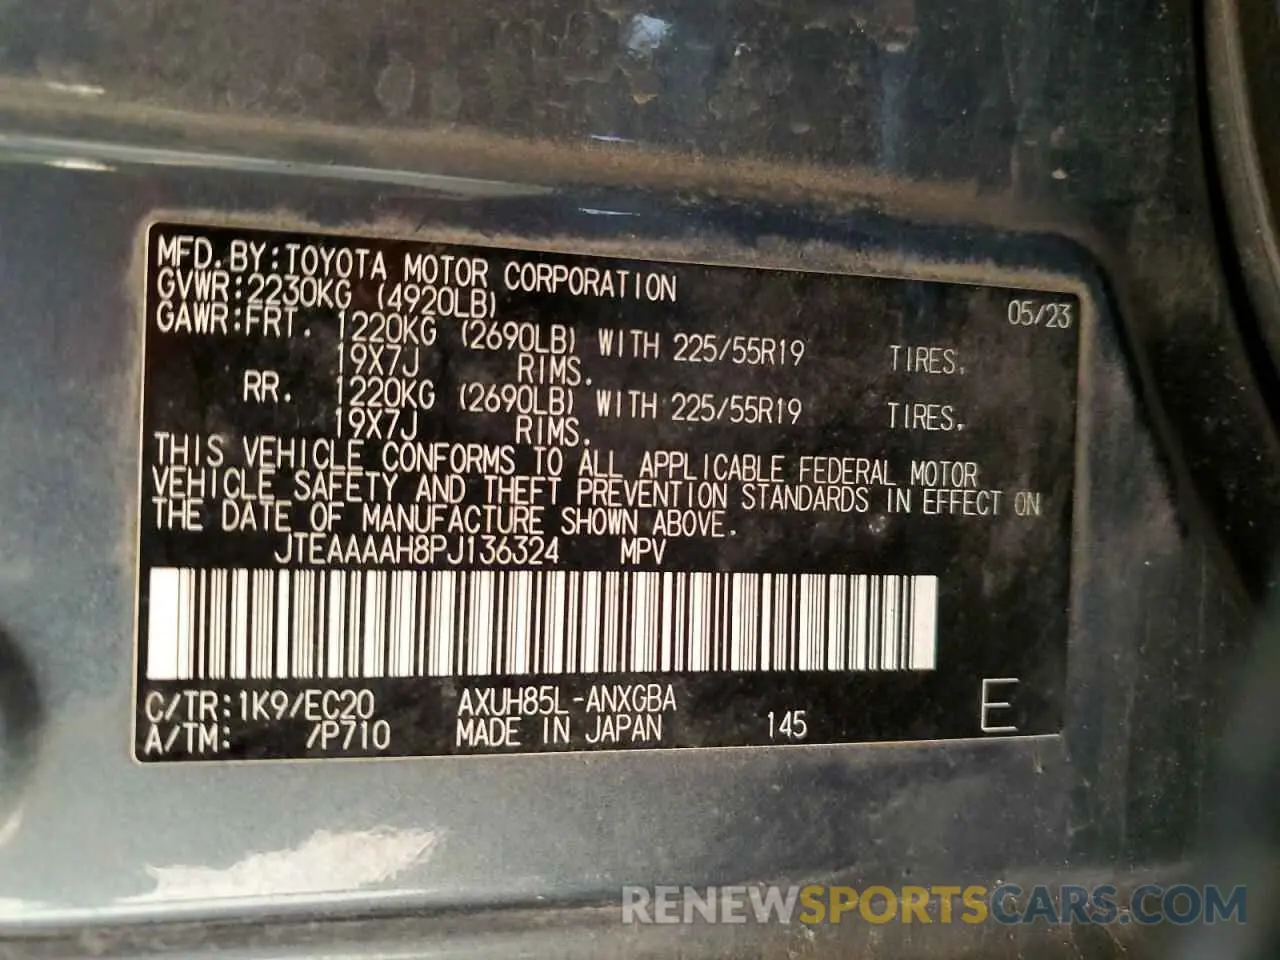 MFD. BY: TOYOTA MOTOR CORPORATION 05/23
GVWR: 2230KG (4920LB)
GAWR: FRT. 1220KG (2690LB) WITH 225/55R19 TIRES,
19X7J RIMS.
RR. 1220KG (2690LB) WITH 225/55R19 TIRES,
19X7J RIMS.
THIS VEHICLE CONFORMS TO ALL APPLICABLE FEDERAL MOTOR
VEHICLE SAFETY AND THEFT PREVENTION STANDARDS IN EFFECT ON
THE DATE OF MANUFACTURE SHOWN ABOVE.
JTEAAAAH8PJ136324 MPV
C/TR: 1K9/EC20 AXUH85L-ANXGBA
A/TM: /P710 MADE IN JAPAN 145 E
RENEWSPORTSCARS.COM